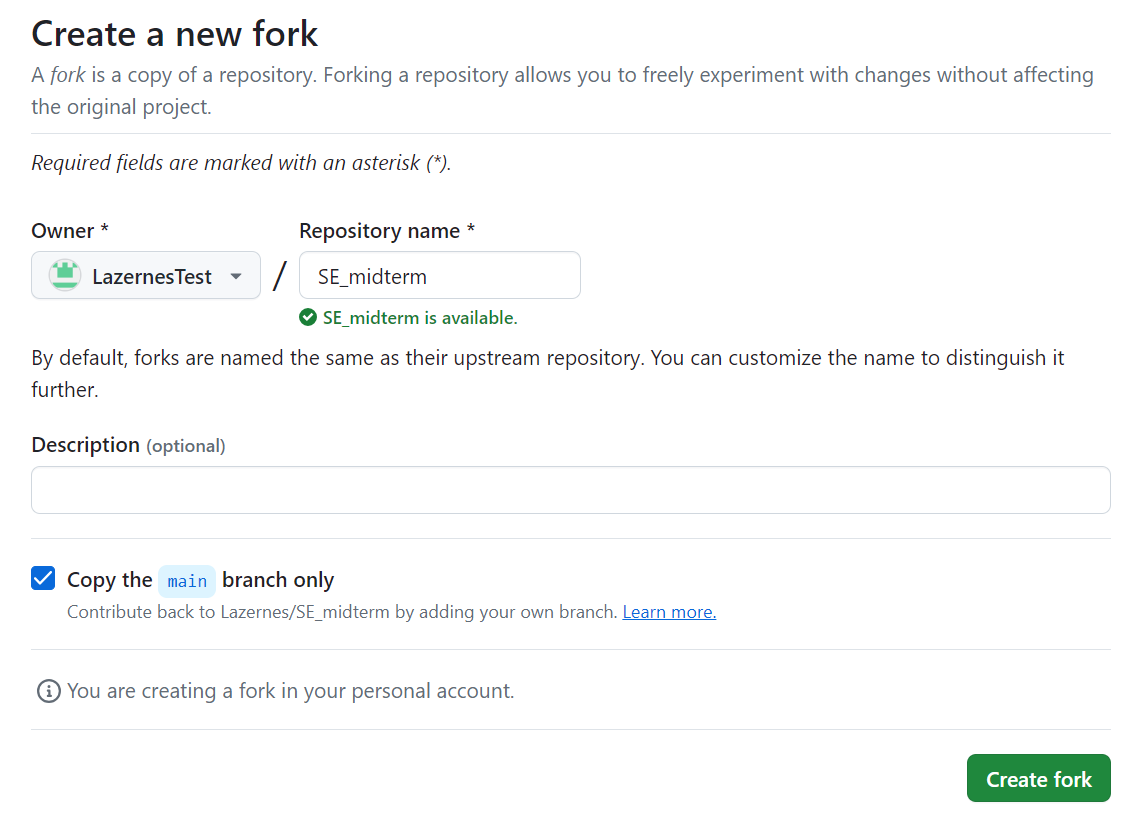 Create a new fork
A fork is a copy of a repository. Forking a repository allows you to freely experiment with changes without affecting
the original project.
Required fields are marked with an asterisk (*).
Owner * Repository name *
LazernesTest / SE_midterm
SE_midterm is available.
By default, forks are named the same as their upstream repository. You can customize the name to distinguish it
further.
Description (optional)
Copy the main branch only
Contribute back to Lazernes/SE_midterm by adding your own branch. Learn more.
You are creating a fork in your personal account.
Create fork